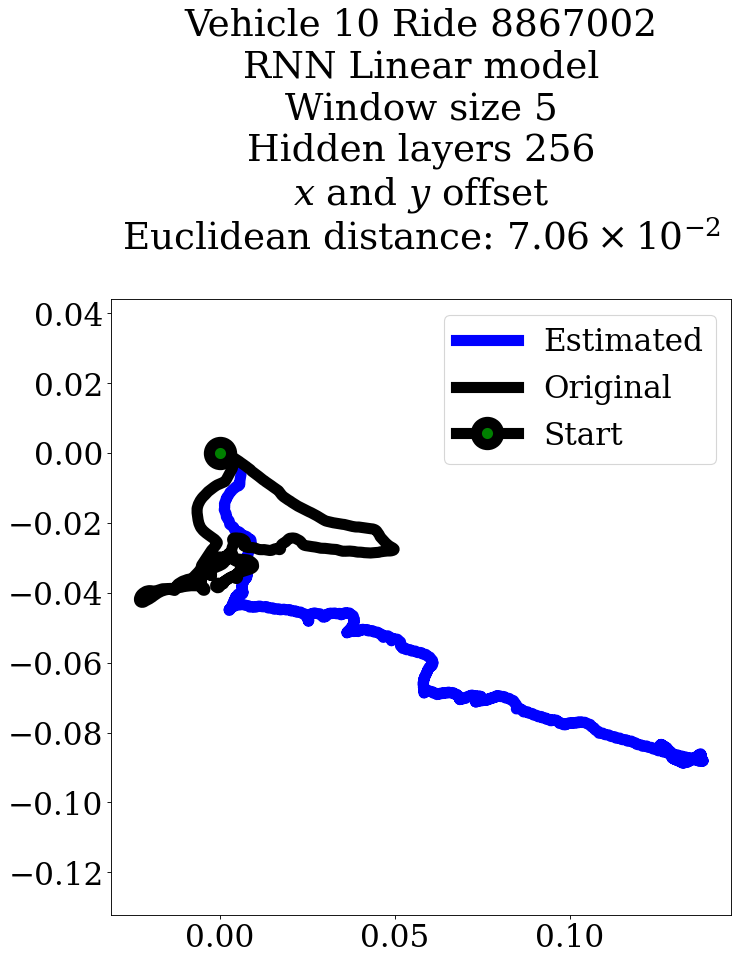 Vehicle 10 Ride 8867002
RNN Linear model
Window size 5
Hidden layers 256
x and y offset
Euclidean distance: 7.06 × 10⁻²
0.04
0.02
0.00
−0.02
−0.04
−0.06
−0.08
−0.10
−0.12
Estimated
Original
Start
0.00 0.05 0.10